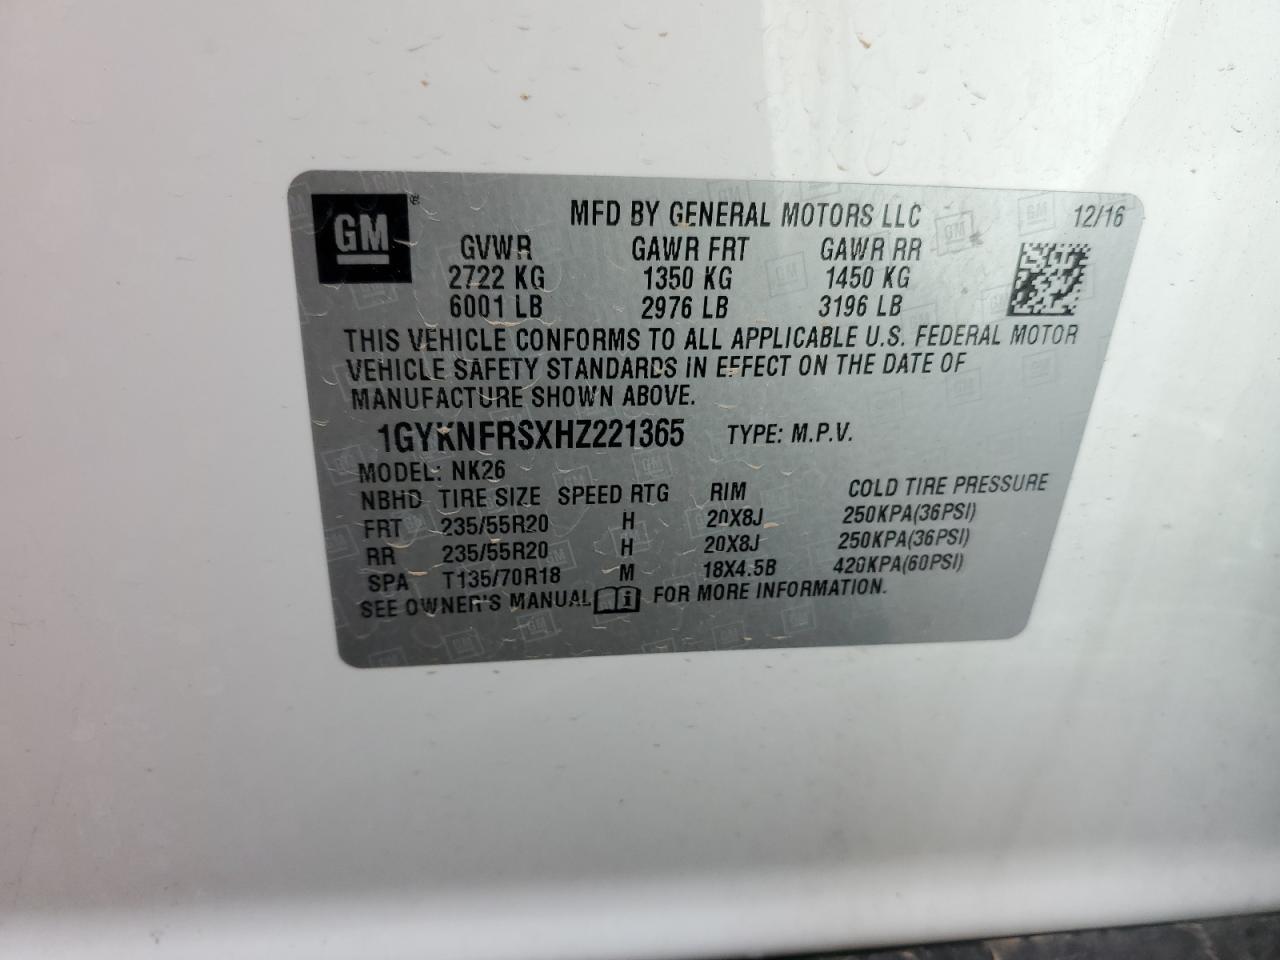 GM
MFD BY GENERAL MOTORS LLC 12/16
GVWR GAWR FRT GAWR RR
2722 KG 1350 KG 1450 KG
6001 LB 2976 LB 3196 LB
THIS VEHICLE CONFORMS TO ALL APPLICABLE U.S. FEDERAL MOTOR
VEHICLE SAFETY STANDARDS IN EFFECT ON THE DATE OF
MANUFACTURE SHOWN ABOVE.
1GYKNFRSXHZ221365 TYPE: M.P.V.
MODEL: NK26
NBHD TIRE SIZE SPEED RTG RIM COLD TIRE PRESSURE
FRT 235/55R20 H 20X8J 250KPA(36PSI)
RR 235/55R20 H 20X8J 250KPA(36PSI)
SPA T135/70R18 M 18X4.5B 420KPA(60PSI)
SEE OWNER'S MANUAL i FOR MORE INFORMATION.